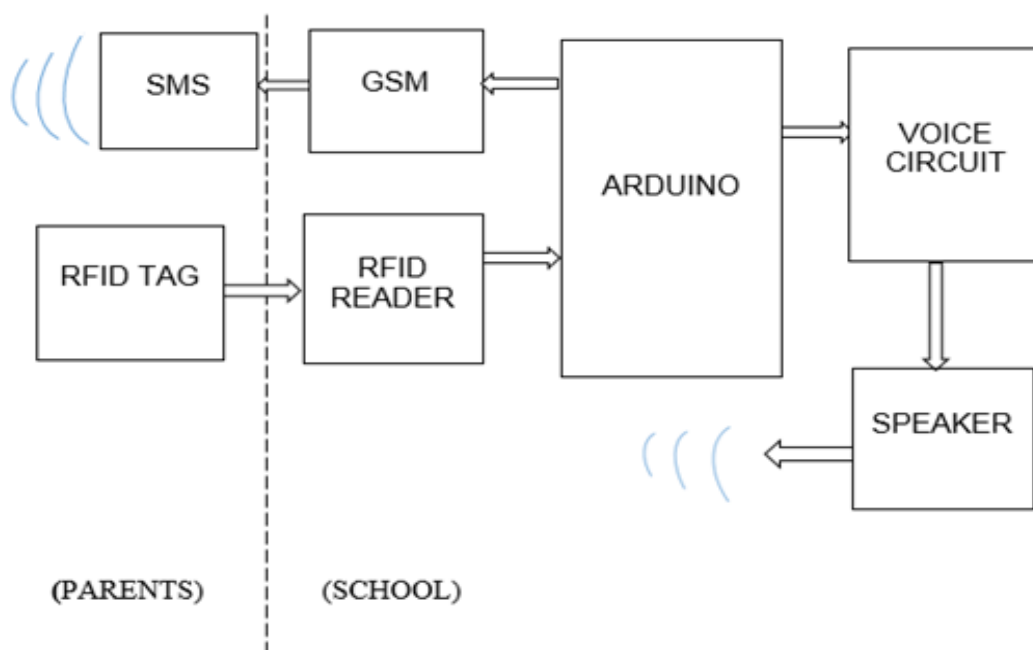 SMS
GSM
ARDUINO
VOICE
CIRCUIT
RFID TAG
RFID
READER
SPEAKER
(PARENTS)
(SCHOOL)